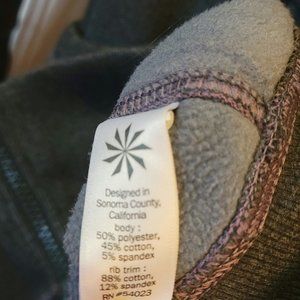 Designed in
Sonoma County,
California
body :
50% polyester,
45% cotton,
5% spandex
rib trim :
88% cotton,
12% spandex
RN #54023